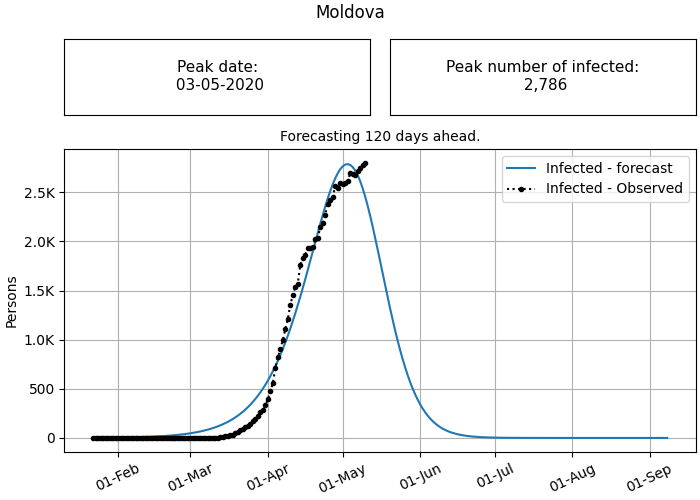 Moldova
Peak date:
03-05-2020
Peak number of infected:
2,786
Forecasting 120 days ahead.
Infected - forecast
Infected - Observed
Persons
2.5K
2.0K
1.5K
1.0K
500
0
01-Feb
01-Mar
01-Apr
01-May
01-Jun
01-Jul
01-Aug
01-Sep